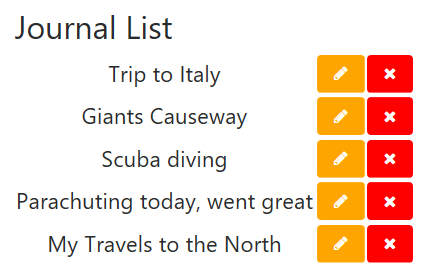 Journal List
Trip to Italy
Giants Causeway
Scuba diving
Parachuting today, went great
My Travels to the North